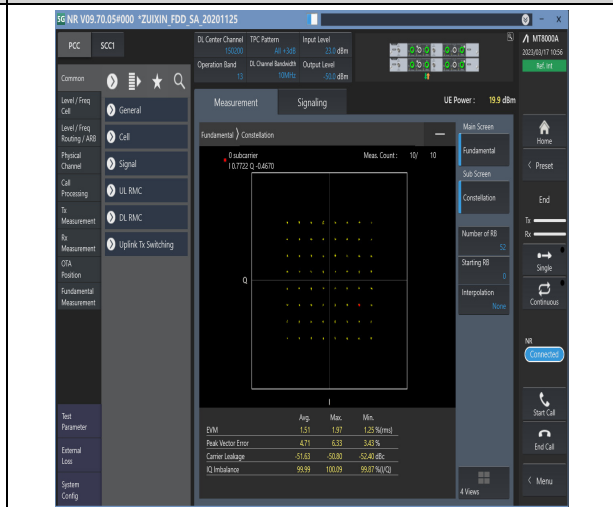 5G NR V09.70.05#000 *ZUIXIN_FDD_SA_20201125
PCC
SCC1
DL Center Channel
150200
TPC Pattern
All +3dB
Input Level
23.0 dBm
Operation Band
13
DL Channel Bandwidth
10MHz
Output Level
-50.0 dBm
MT8000A
2023/03/17 10:56
Ref. Int
Common
Level / Freq
Cell
Level / Freq
Routing / ARB
Physical
Channel
Call
Processing
Tx
Measurement
Rx
Measurement
OTA
Position
Fundamental
Measurement
Test
Parameter
External
Loss
System
Config
General
Cell
Signal
UL RMC
DL RMC
Uplink Tx Switching
Measurement
Signaling
UE Power : 19.9 dBm
Fundamental Constellation
0 subcarrier
I 0.7722 Q -0.4670
Meas. Count : 10/ 10
Q
I
Avg. Max. Min.
EVM 1.51 1.97 1.25 %(rms)
Peak Vector Error 4.71 6.33 3.43 %
Carrier Leakage -51.63 -50.80 -52.40 dBc
IQ Imbalance 99.99 100.09 99.87 %(I/Q)
Main Screen
Fundamental
Sub Screen
Constellation
Number of RB
52
Starting RB
0
Interpolation
None
4 Views
Home
Preset
End
Tx
Rx
Single
Continuous
NR
Connected
Start Call
End Call
Menu